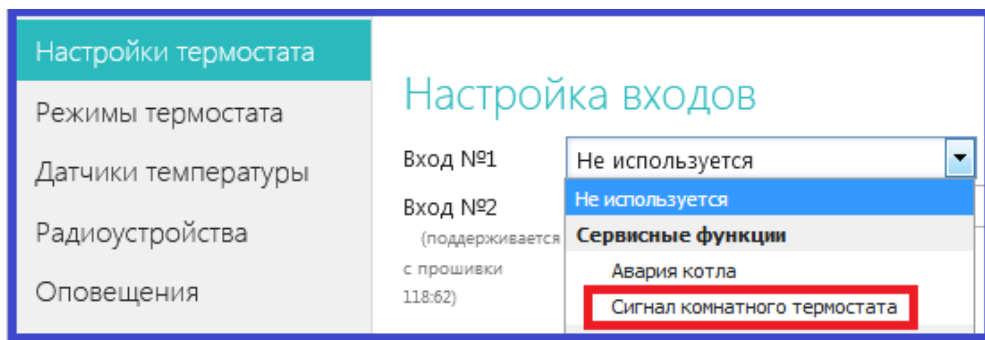 Настройки термостата
Режимы термостата
Датчики температуры
Радиоустройства
Оповещения
Настройка входов
Вход №1
Не используется
Вход №2
(поддерживается
с прошивки
118:62)
Не используется
Сервисные функции
Авария котла
Сигнал комнатного термостата